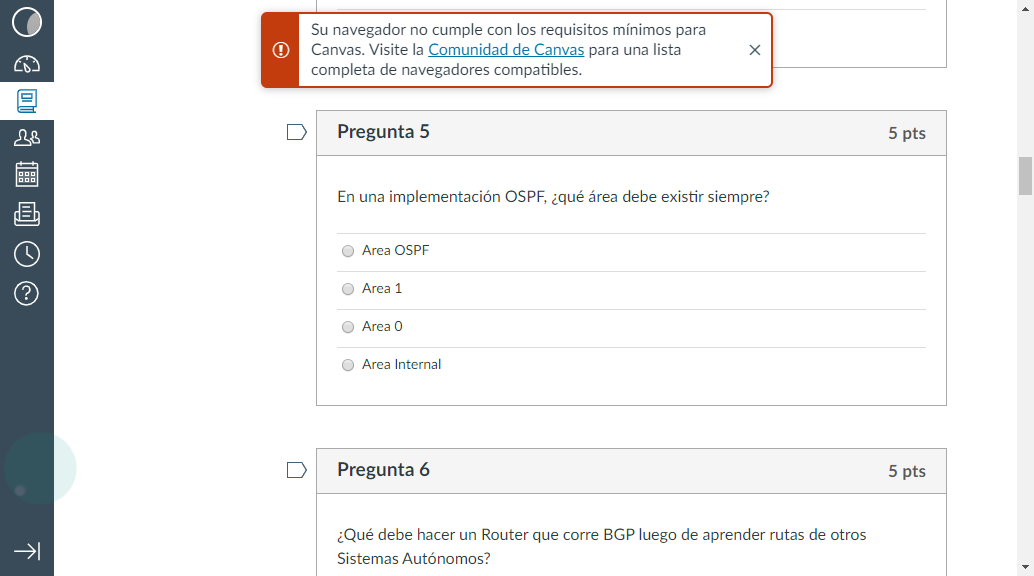 Su navegador no cumple con los requisitos mínimos para
Canvas. Visite la Comunidad de Canvas para una lista
completa de navegadores compatibles.
Pregunta 5
5 pts
En una implementación OSPF, ¿qué área debe existir siempre?
Area OSPF
Area 1
Area 0
Area Internal
Pregunta 6
5 pts
¿Qué debe hacer un Router que corre BGP luego de aprender rutas de otros
Sistemas Autónomos?